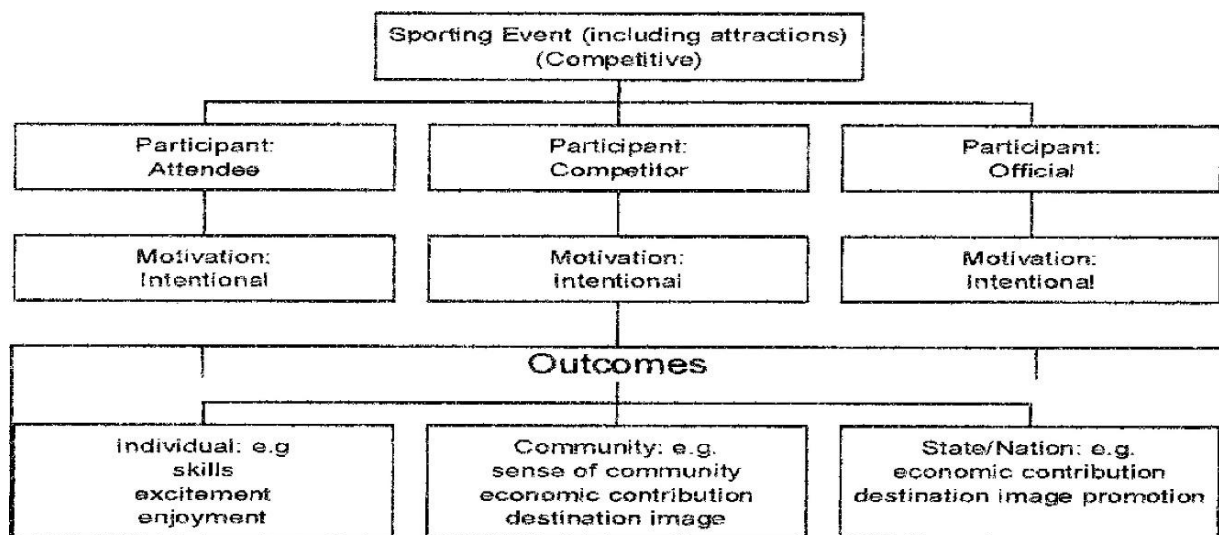 Sporting Event (including attractions)
(Competitive)
Participant:
Attendee
Participant:
Competitor
Participant:
Official
Motivation:
Intentional
Motivation:
intentional
Motivation:
Intentional
Outcomes
individual: e.g
skills
excitement
enjoyment
Community: e.g.
sense of community
economic contribution
destination image
State/Nation: e.g.
economic contribution
destination image promotion